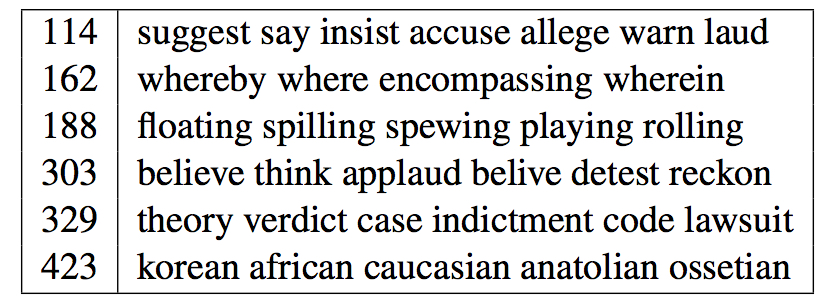 114 suggest say insist accuse allege warn laud
162 whereby where encompassing wherein
188 floating spilling spewing playing rolling
303 believe think applaud belive detest reckon
329 theory verdict case indictment code lawsuit
423 korean african caucasian anatolian ossetian